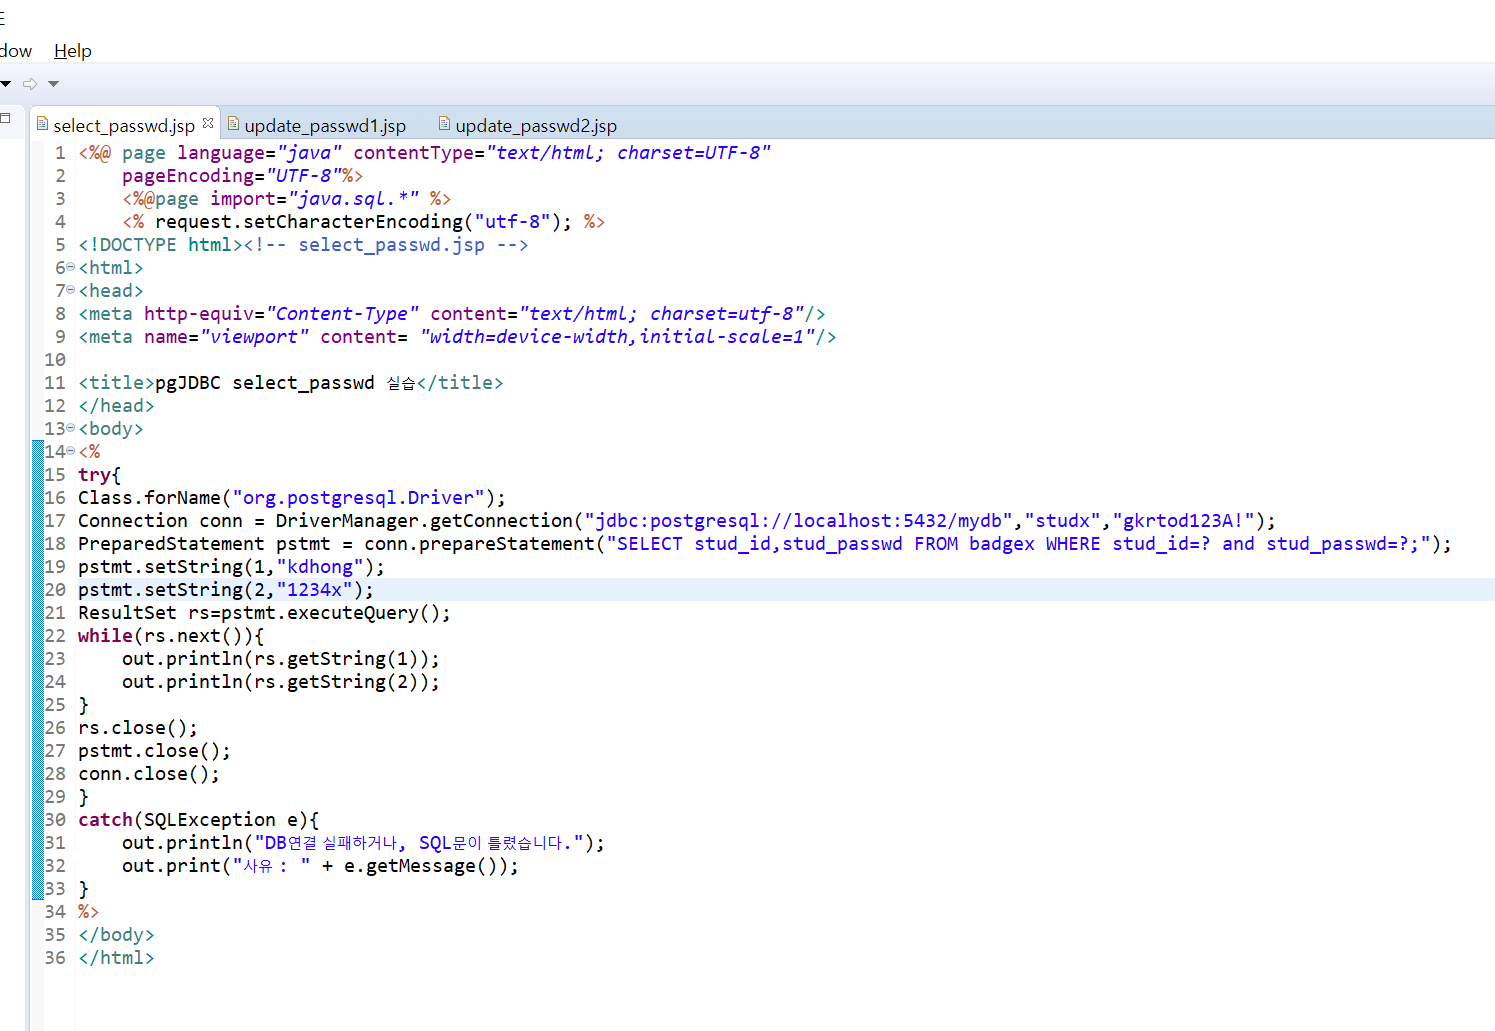 E
dow Help
select_passwd.jsp update_passwd1.jsp update_passwd2.jsp
1 <%@ page language="java" contentType="text/html; charset=UTF-8"
2     pageEncoding="UTF-8"%>
3     <%@page import="java.sql.*" %>
4     <% request.setCharacterEncoding("utf-8"); %>
5 <!DOCTYPE html><!-- select_passwd.jsp -->
6 <html>
7 <head>
8 <meta http-equiv="Content-Type" content="text/html; charset=utf-8"/>
9 <meta name="viewport" content= "width=device-width,initial-scale=1"/>
10
11 <title>pgJDBC select_passwd 실습</title>
12 </head>
13 <body>
14 <%
15 try{
16 Class.forName("org.postgresql.Driver");
17 Connection conn = DriverManager.getConnection("jdbc:postgresql://localhost:5432/mydb","studx","gkrtod123A!");
18 PreparedStatement pstmt = conn.prepareStatement("SELECT stud_id,stud_passwd FROM badgex WHERE stud_id=? and stud_passwd=?;");
19 pstmt.setString(1,"kdhong");
20 pstmt.setString(2,"1234x");
21 ResultSet rs=pstmt.executeQuery();
22 while(rs.next()){
23     out.println(rs.getString(1));
24     out.println(rs.getString(2));
25 }
26 rs.close();
27 pstmt.close();
28 conn.close();
29 }
30 catch(SQLException e){
31     out.println("DB연결 실패하거나, SQL문이 틀렸습니다.");
32     out.print("사유 : " + e.getMessage());
33 }
34 %>
35 </body>
36 </html>